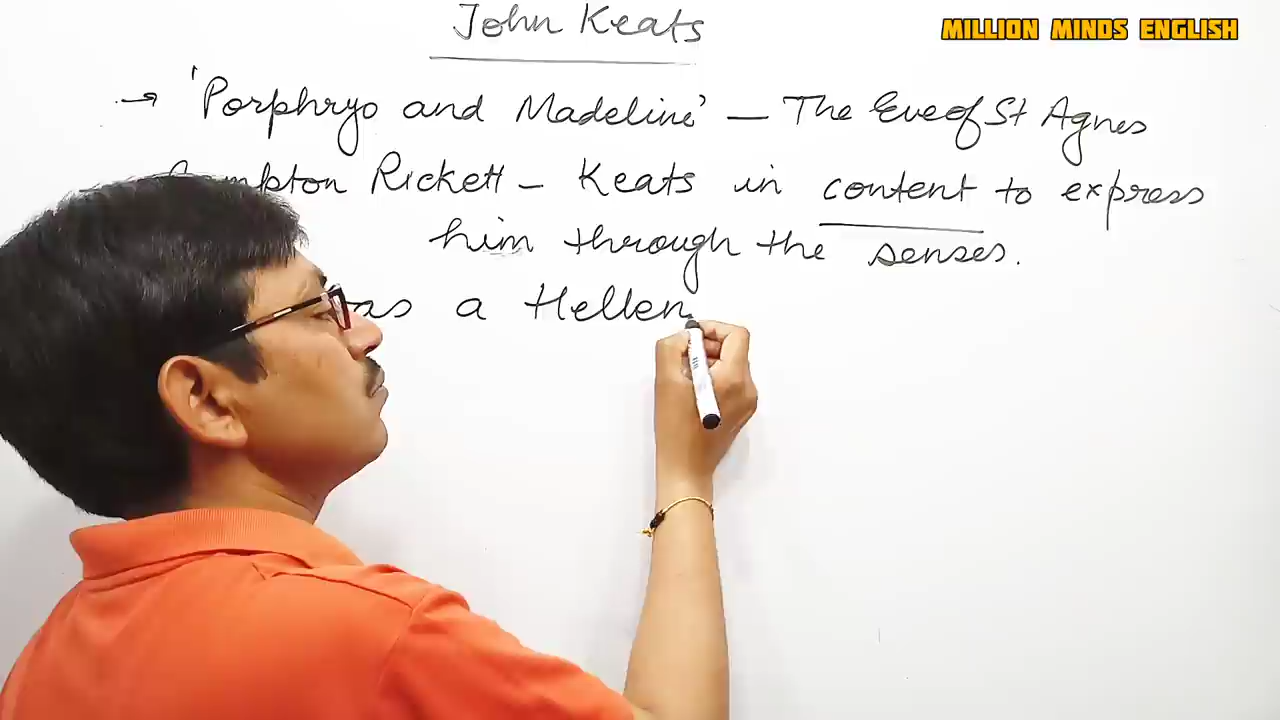 John Keats
MILLION MINDS ENGLISH
→ 'Porphryo and Madeline' — The Eve of St Agnes
Rickett - Keats in content to express
him through the senses.
a Hellen